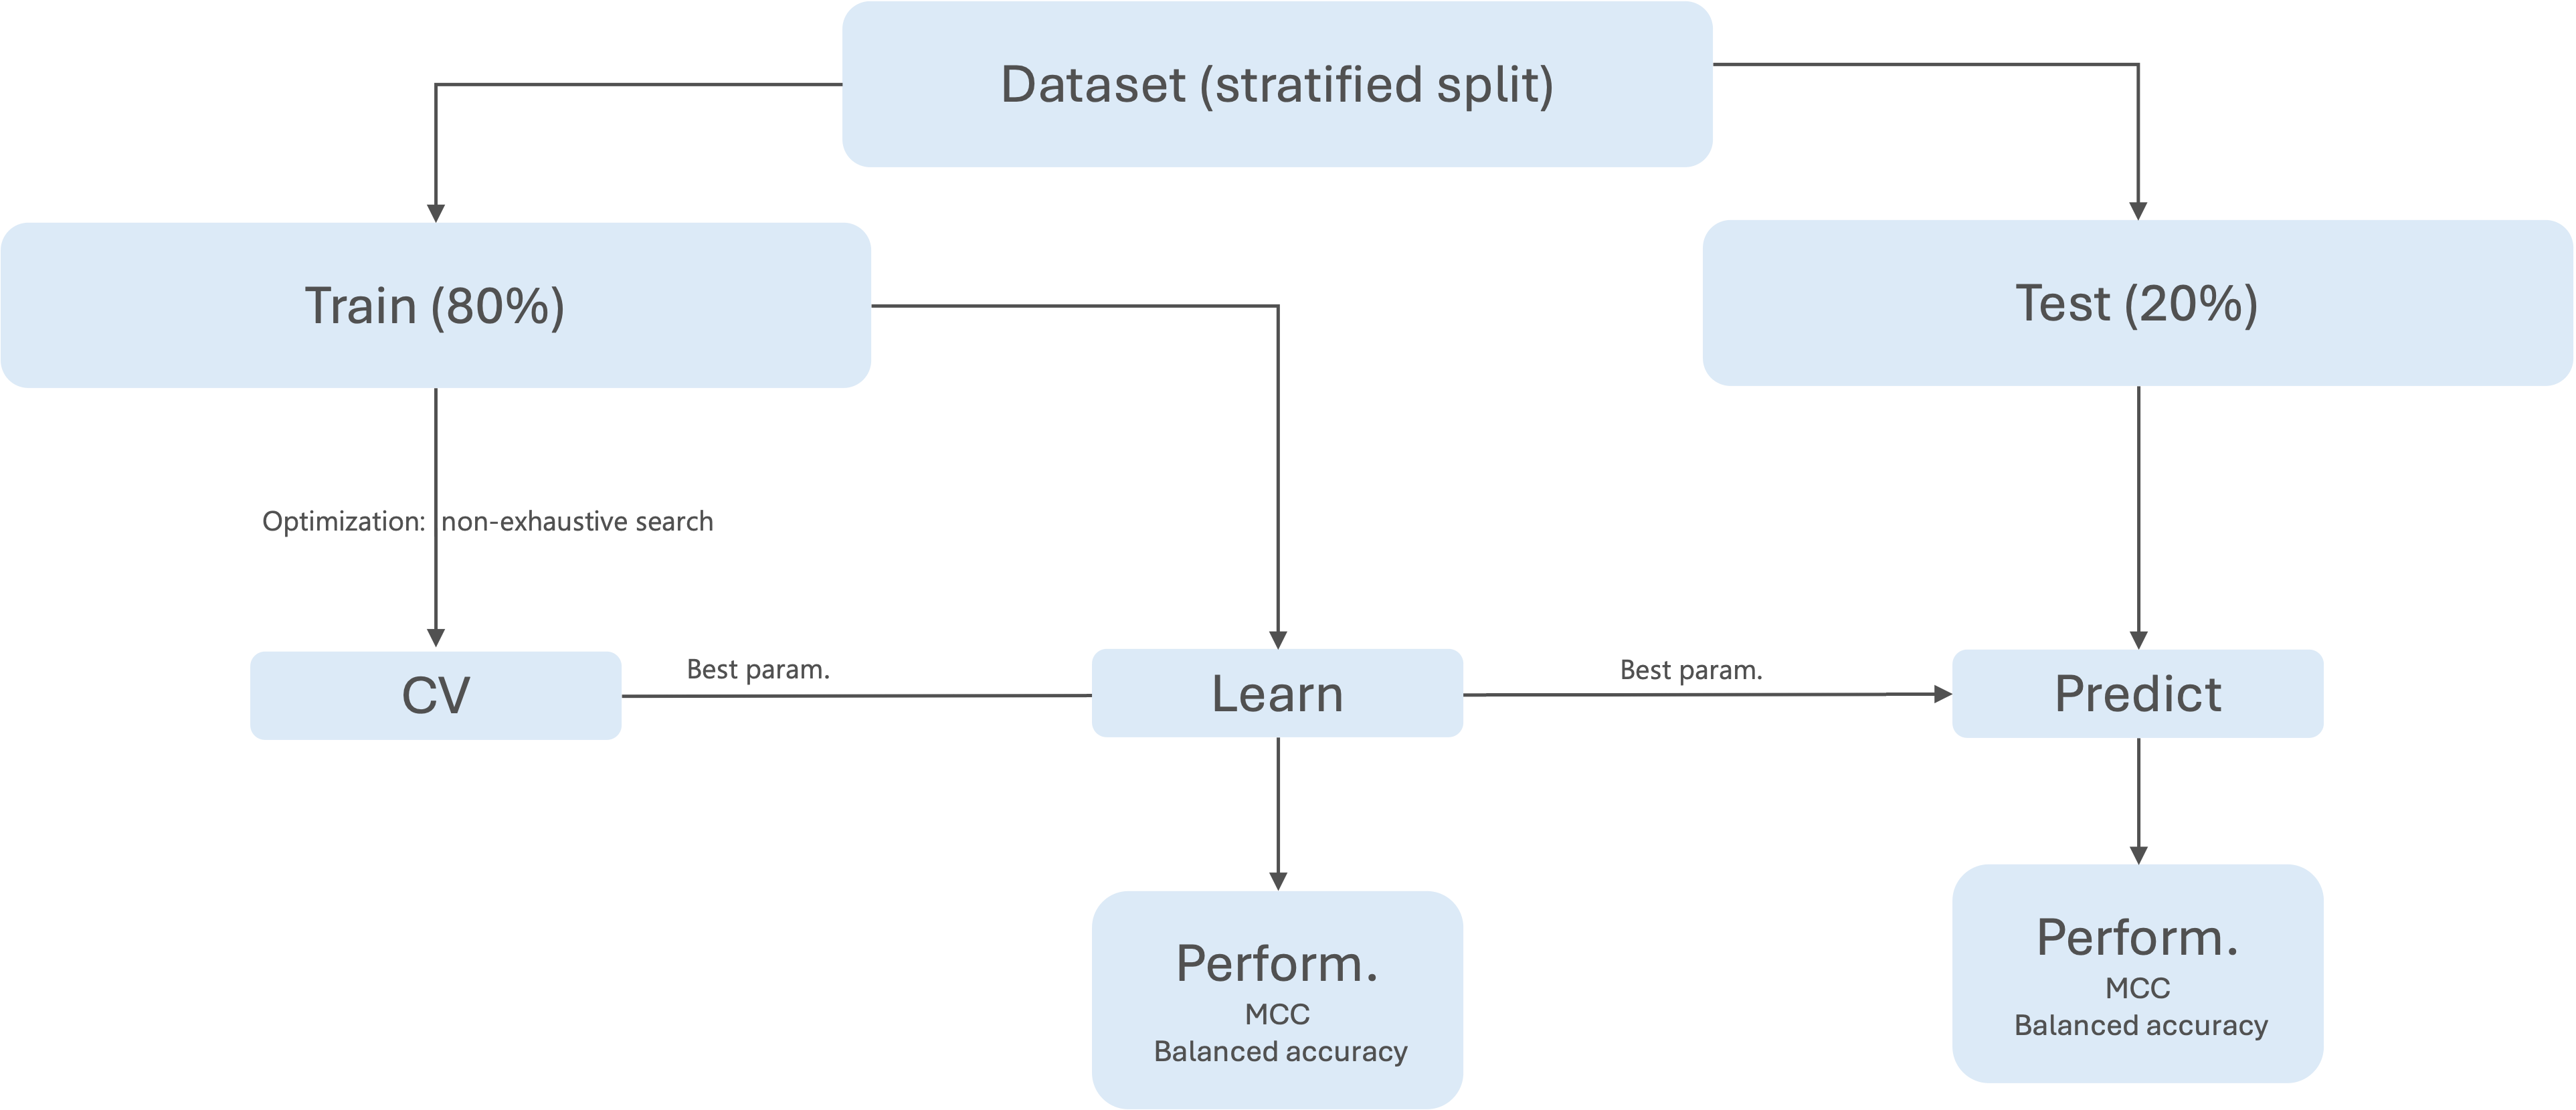 Dataset (stratified split)
Train (80%)
Test (20%)
Optimization: non-exhaustive search
CV
Best param.
Learn
Best param.
Predict
Perform.
MCC
Balanced accuracy
Perform.
MCC
Balanced accuracy